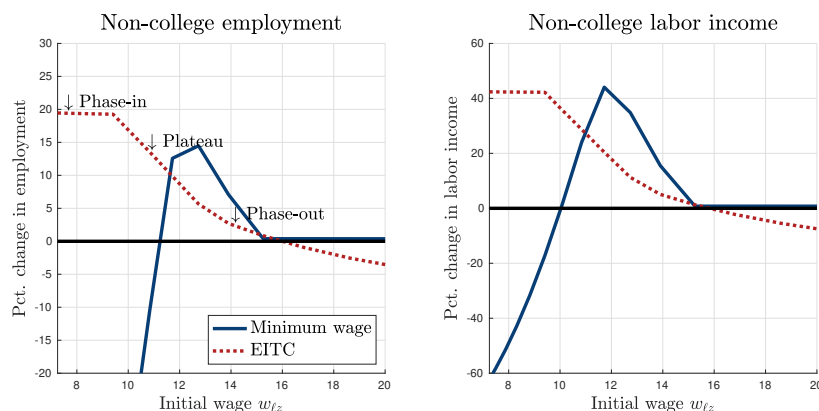 Non-college employment
Pct. change in employment
30
25
20
15
10
5
0
-5
-10
-15
-20
↓ Phase-in
↓ Plateau
↓ Phase-out
Minimum wage
EITC
8 10 12 14 16 18 20
Initial wage w_{ℓz}
Non-college labor income
Pct. change in labor income
60
40
20
0
-20
-40
-60
8 10 12 14 16 18 20
Initial wage w_{ℓz}